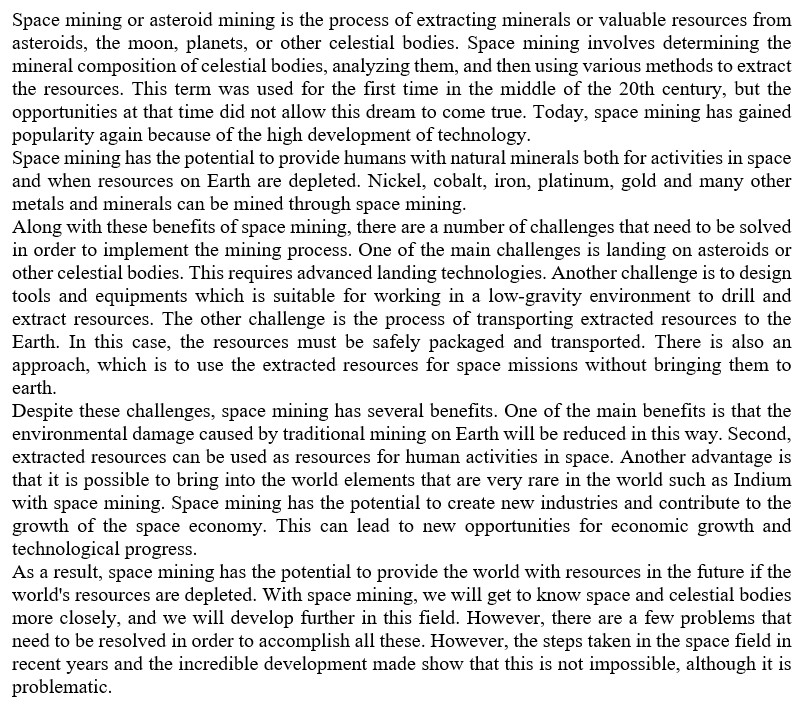 Space mining or asteroid mining is the process of extracting minerals or valuable resources from
asteroids, the moon, planets, or other celestial bodies. Space mining involves determining the
mineral composition of celestial bodies, analyzing them, and then using various methods to extract
the resources. This term was used for the first time in the middle of the 20th century, but the
opportunities at that time did not allow this dream to come true. Today, space mining has gained
popularity again because of the high development of technology.
Space mining has the potential to provide humans with natural minerals both for activities in space
and when resources on Earth are depleted. Nickel, cobalt, iron, platinum, gold and many other
metals and minerals can be mined through space mining.
Along with these benefits of space mining, there are a number of challenges that need to be solved
in order to implement the mining process. One of the main challenges is landing on asteroids or
other celestial bodies. This requires advanced landing technologies. Another challenge is to design
tools and equipments which is suitable for working in a low-gravity environment to drill and
extract resources. The other challenge is the process of transporting extracted resources to the
Earth. In this case, the resources must be safely packaged and transported. There is also an
approach, which is to use the extracted resources for space missions without bringing them to
earth.
Despite these challenges, space mining has several benefits. One of the main benefits is that the
environmental damage caused by traditional mining on Earth will be reduced in this way. Second,
extracted resources can be used as resources for human activities in space. Another advantage is
that it is possible to bring into the world elements that are very rare in the world such as Indium
with space mining. Space mining has the potential to create new industries and contribute to the
growth of the space economy. This can lead to new opportunities for economic growth and
technological progress.
As a result, space mining has the potential to provide the world with resources in the future if the
world's resources are depleted. With space mining, we will get to know space and celestial bodies
more closely, and we will develop further in this field. However, there are a few problems that
need to be resolved in order to accomplish all these. However, the steps taken in the space field in
recent years and the incredible development made show that this is not impossible, although it is
problematic.